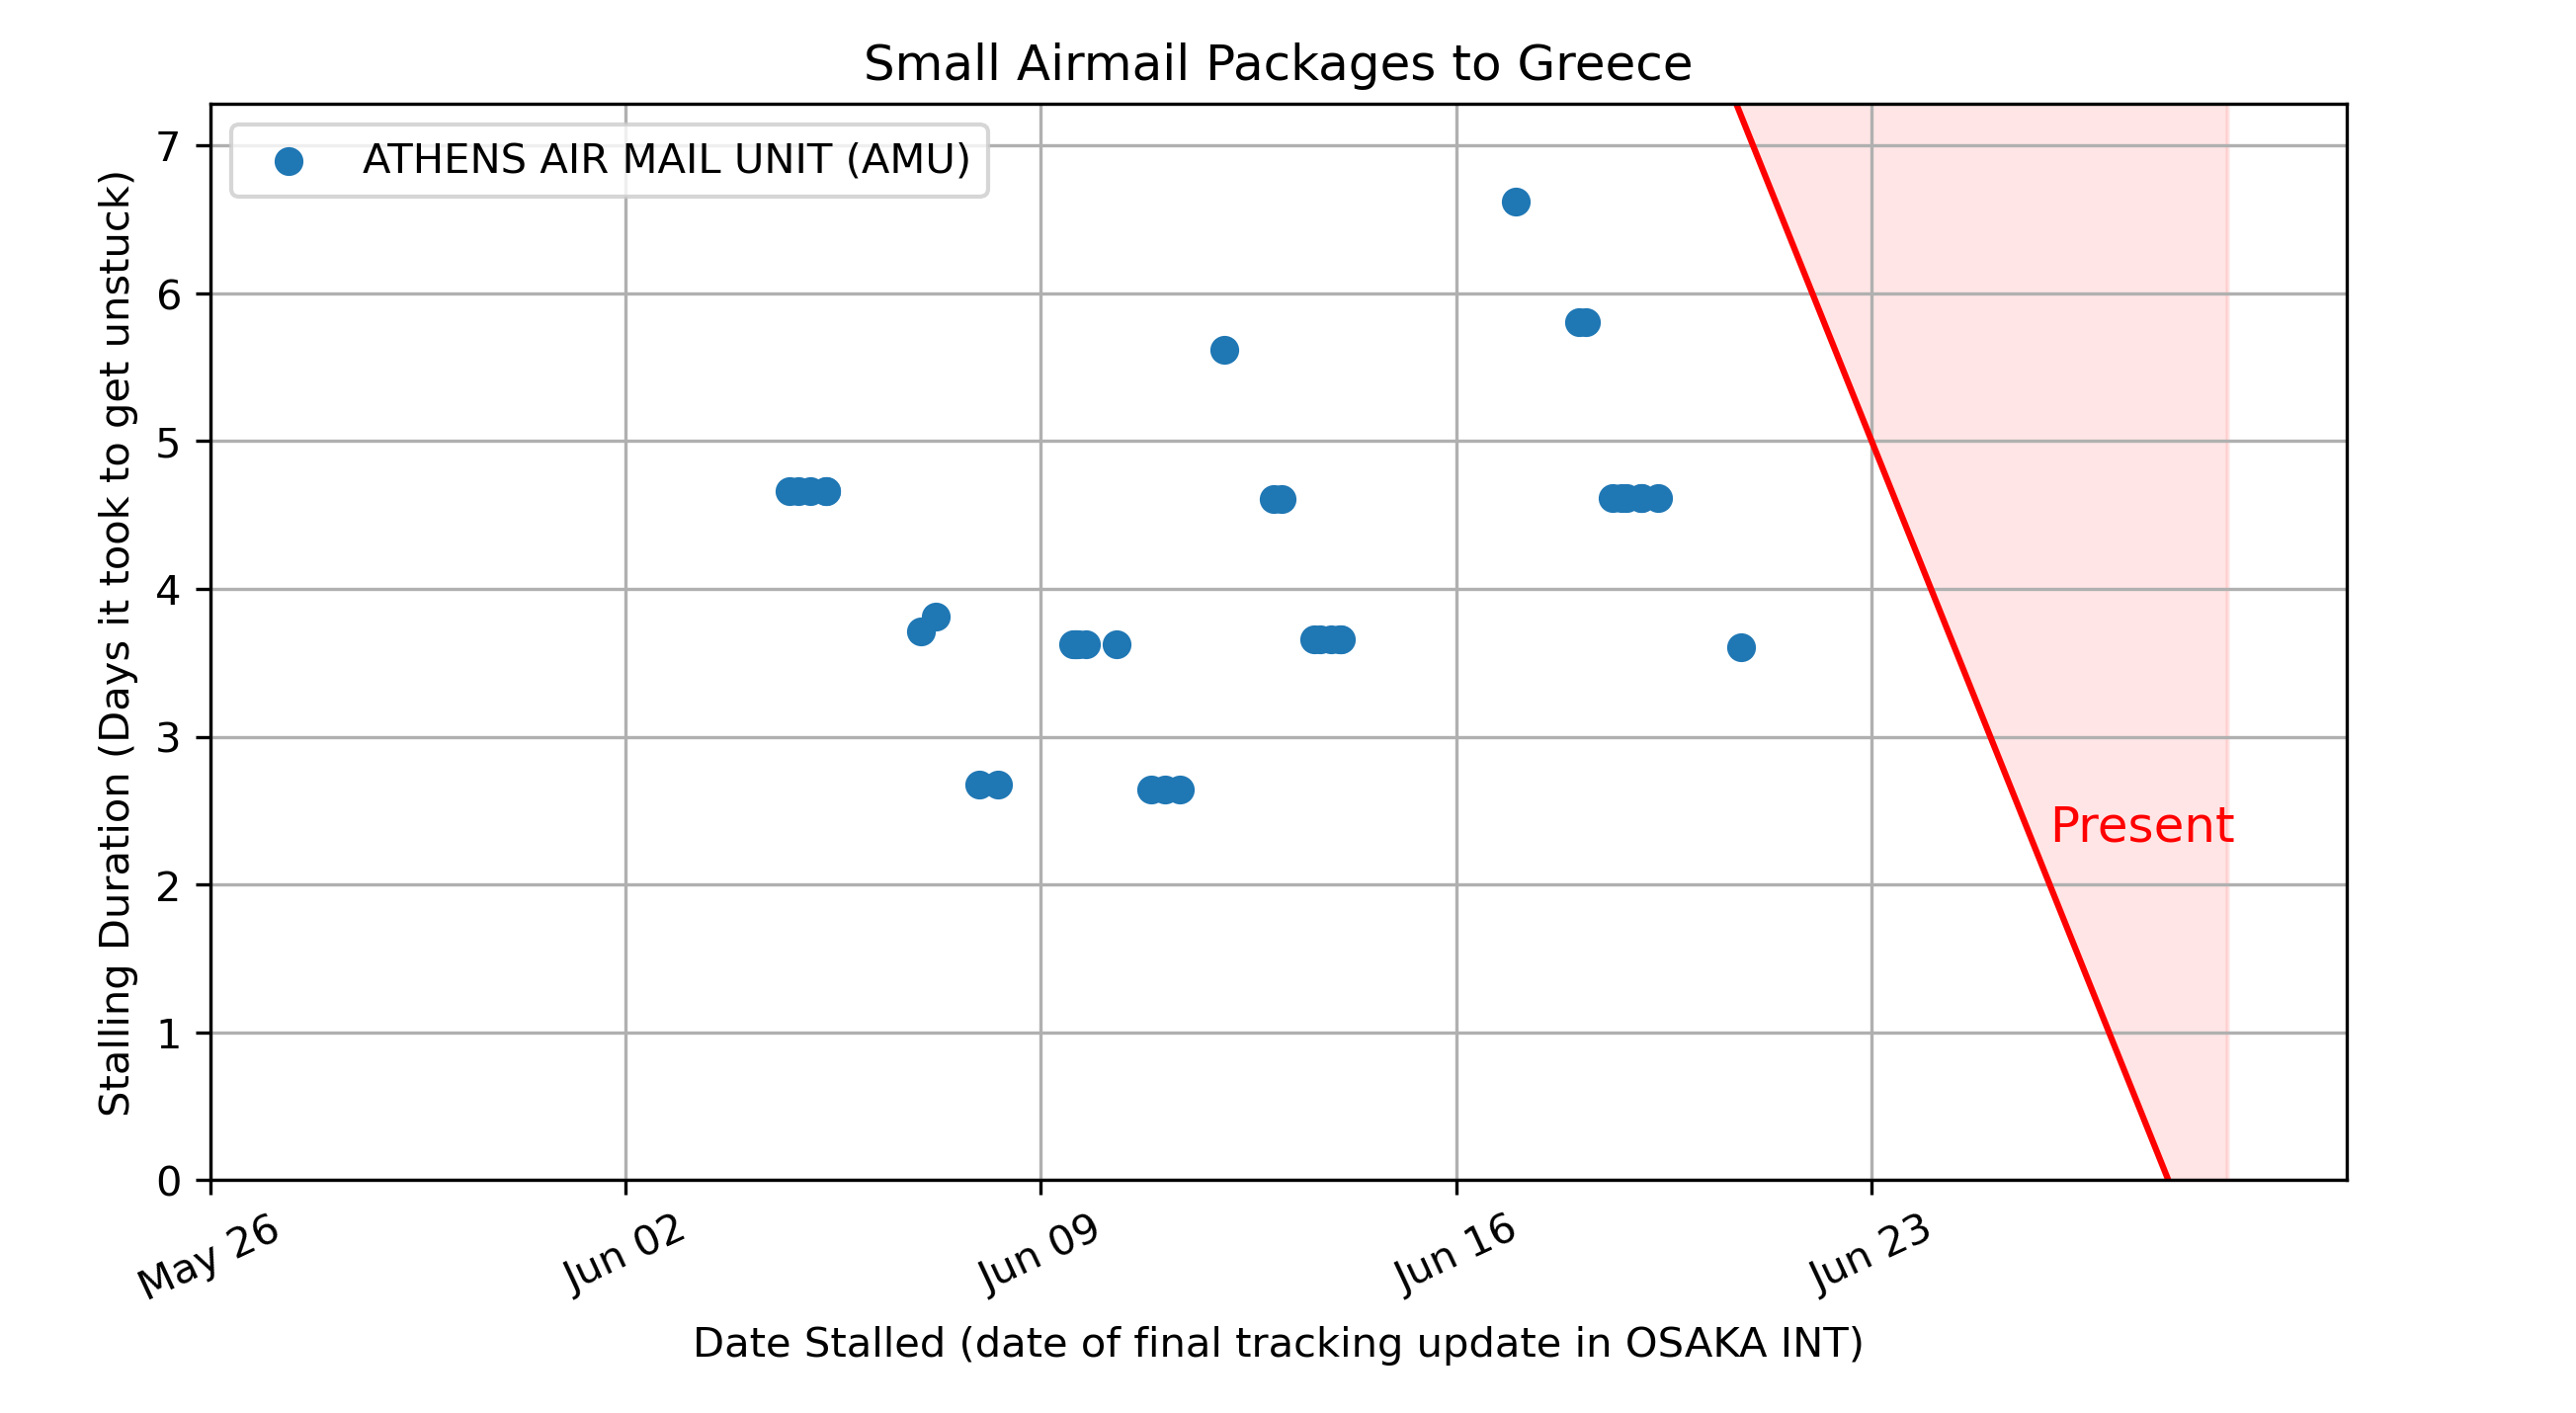 Small Airmail Packages to Greece
ATHENS AIR MAIL UNIT (AMU)
Stalling Duration (Days it took to get unstuck)
7
6
5
4
3
2
1
0
Present
May 26
Jun 02
Jun 09
Jun 16
Jun 23
Date Stalled (date of final tracking update in OSAKA INT)